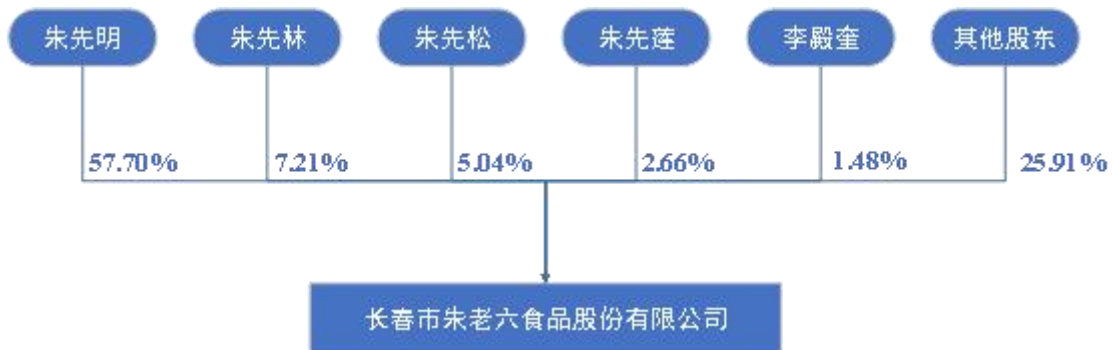 朱先明 朱先林 朱先松 朱先莲 李殿奎 其他股东
57.70% 7.21% 5.04% 2.66% 1.48% 25.91%
长春市朱老六食品股份有限公司